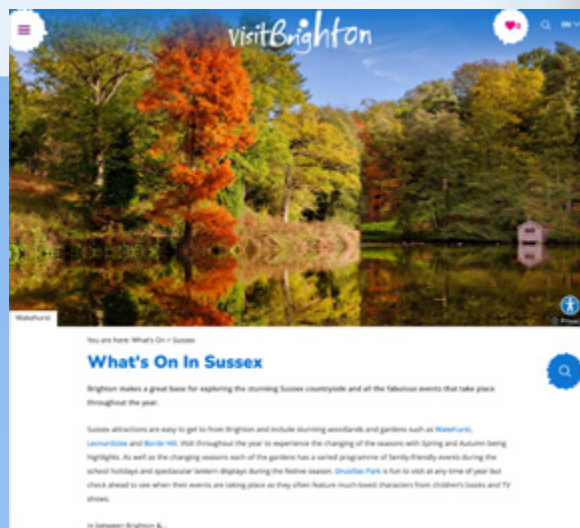 visitBrighton
0
EN
Wakehurst
You are here: What's On > Sussex
What's On In Sussex
Brighton makes a great base for exploring the stunning Sussex countryside and all the fabulous events that take place
throughout the year.
Sussex attractions are easy to get to from Brighton and include stunning woodlands and gardens such as Wakehurst,
Leonardslee and Borde Hill. Visit throughout the year to experience the changing of the seasons with Spring and Autumn being
highlights. As well as the changing seasons each of the gardens has a varied programme of family-friendly events during the
school holidays and spectacular lantern displays during the festive season. Drusillas Park is fun to visit at any time of year but
check ahead to see when their events are taking place as they often feature much-loved characters from children's books and TV
shows.
In between Brighton &...